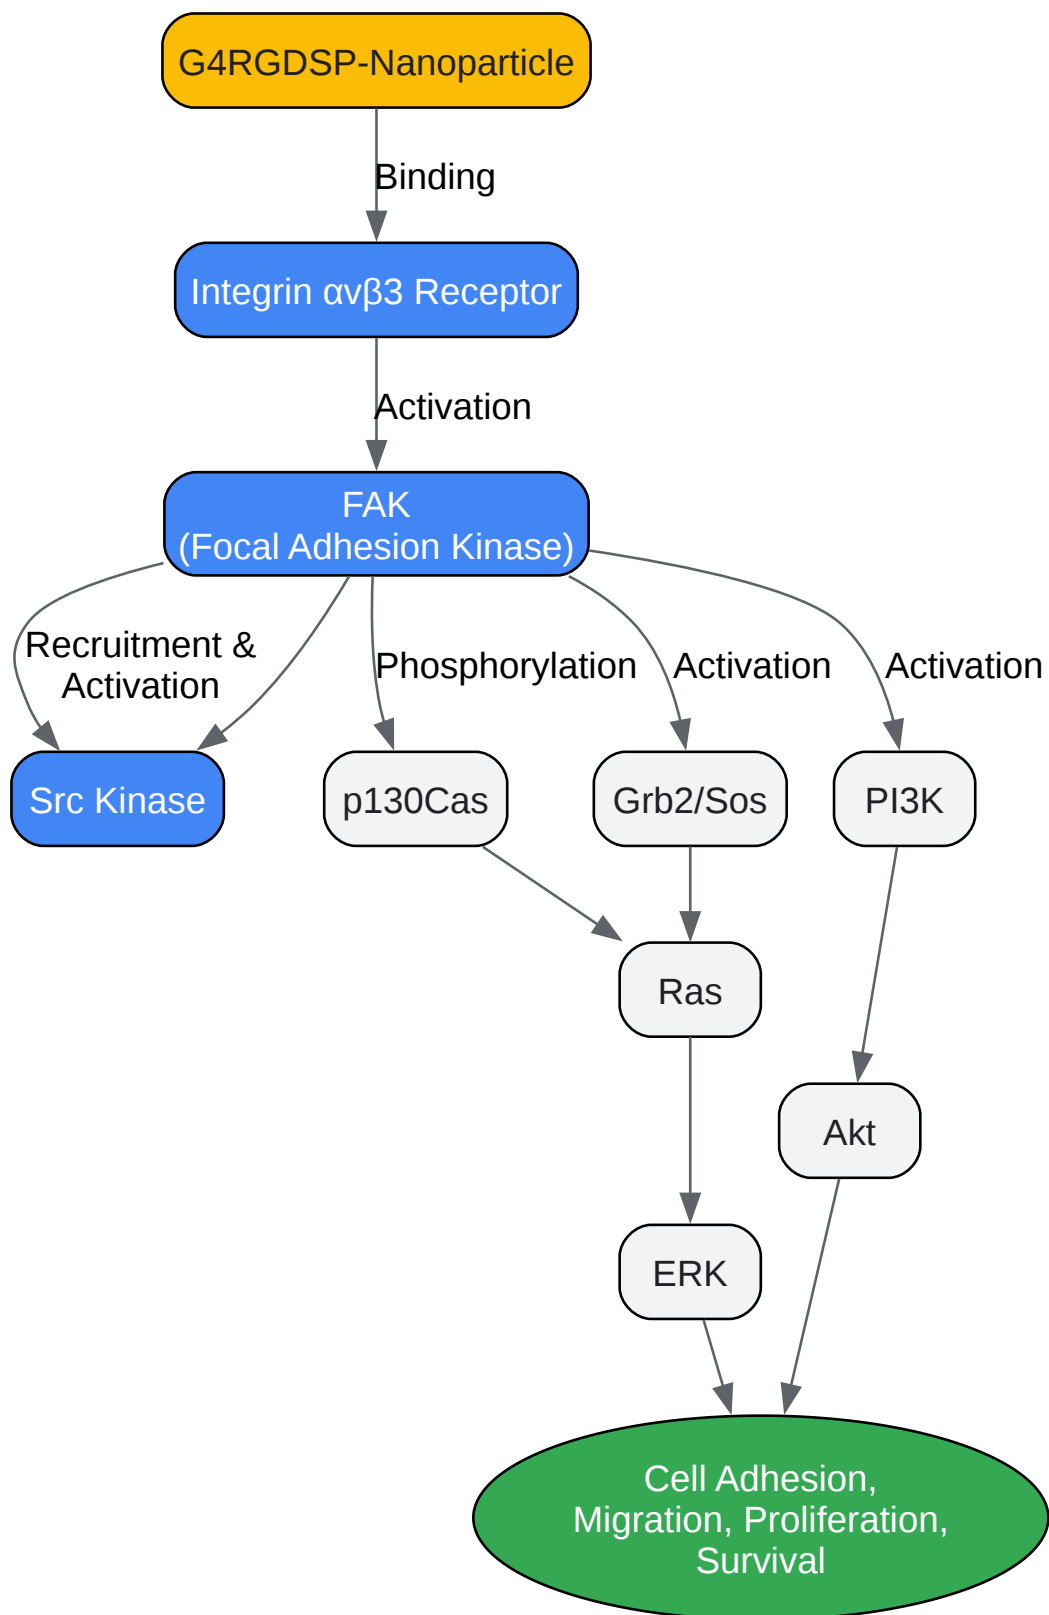 G4RGDSP-Nanoparticle
Binding
Integrin αvβ3 Receptor
Activation
FAK
(Focal Adhesion Kinase)
Recruitment &
Activation
Phosphorylation
Activation
Activation
Src Kinase
p130Cas
Grb2/Sos
PI3K
Ras
Akt
ERK
Cell Adhesion,
Migration, Proliferation,
Survival